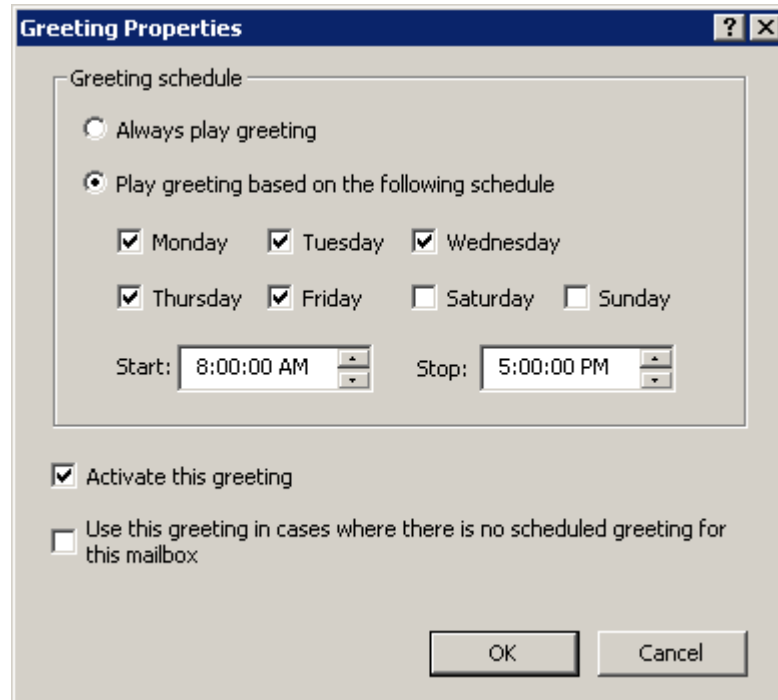 Greeting Properties
Greeting schedule
Always play greeting
Play greeting based on the following schedule
Monday Tuesday Wednesday
Thursday Friday Saturday Sunday
Start: 8:00:00 AM Stop: 5:00:00 PM
Activate this greeting
Use this greeting in cases where there is no scheduled greeting for
this mailbox
OK Cancel